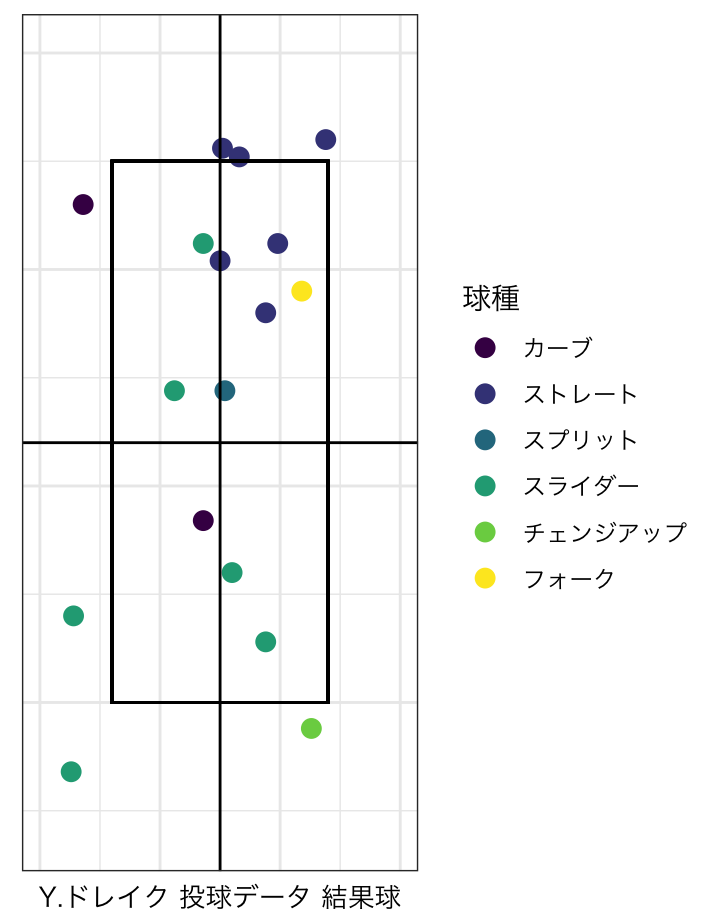 球種
カーブ
ストレート
スプリット
スライダー
チェンジアップ
フォーク
Y.ドレイク 投球データ 結果球